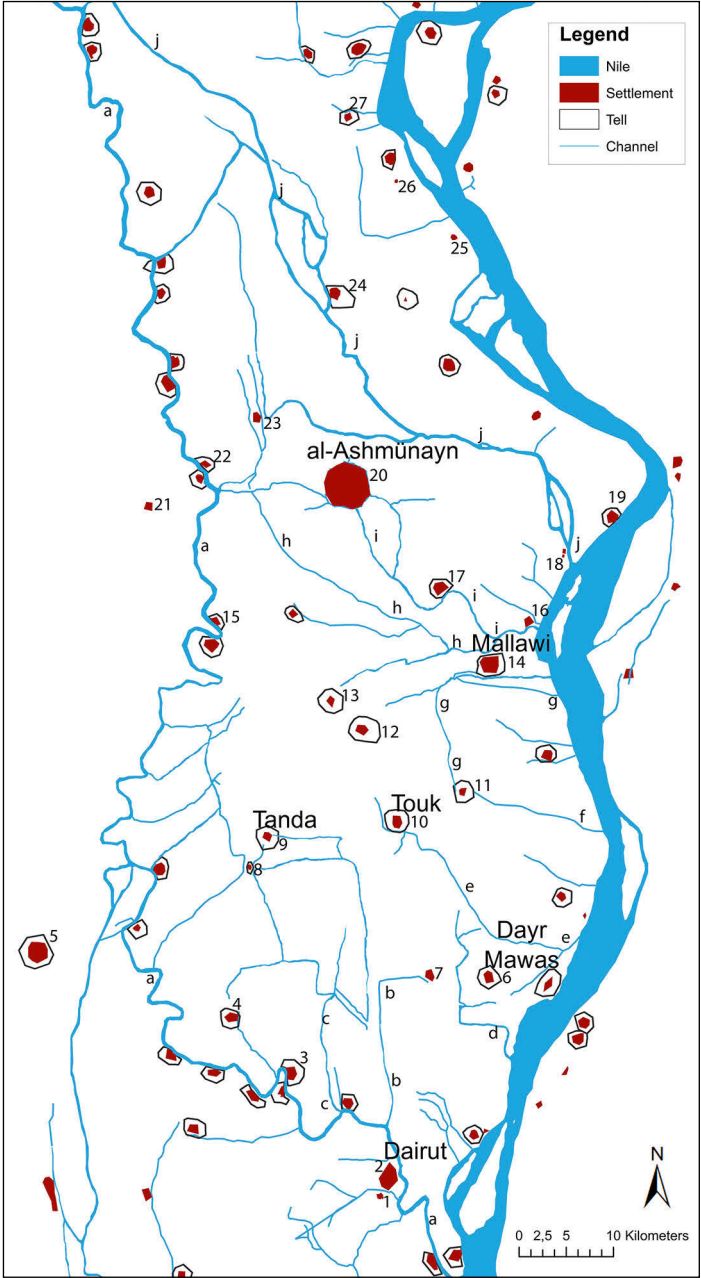 Legend
Nile
Settlement
Tell
Channel
j
a
27
26
j
25
24
j
23
j
al-Ashmünayn
22
20
21
19
a
h
i
j
18
17
i
h
16
15
i
h
Mallawi
14
13
g
g
12
g
11
Touk
f
Tanda
10
9
8
e
5
Dayr
e
Mawas
a
7
6
b
4
c
d
3
b
c
Dairut
2
1
a
N
0 2,5 5 10 Kilometers